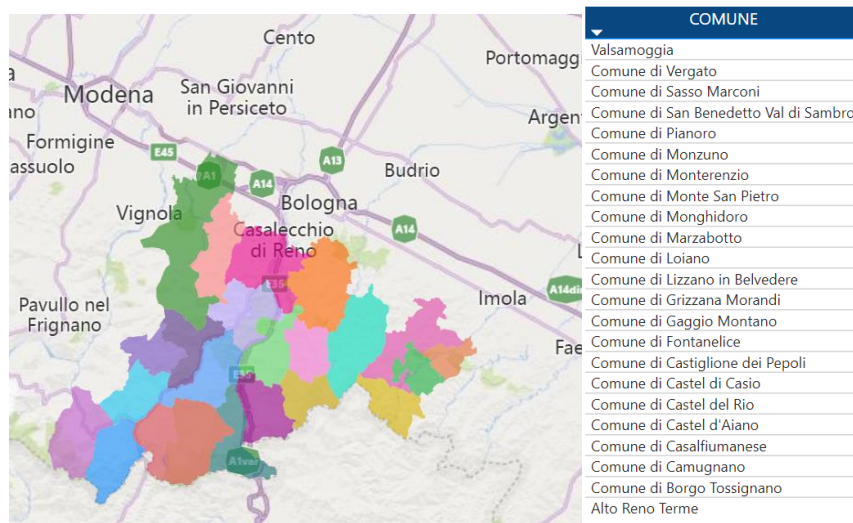 Cento
Portomagg
Modena
San Giovanni
in Persiceto
Argen
Formigine
assuolo
E45
A13
A1
A14
Budrio
Vignola
Bologna
Casalecchio
di Reno
A14
E35
Imola
A14dir
Pavullo nel
Frignano
Fae
A1var
COMUNE
Valsamoggia
Comune di Vergato
Comune di Sasso Marconi
Comune di San Benedetto Val di Sambro
Comune di Pianoro
Comune di Monzuno
Comune di Monterenzio
Comune di Monte San Pietro
Comune di Monghidoro
Comune di Marzabotto
Comune di Loiano
Comune di Lizzano in Belvedere
Comune di Grizzana Morandi
Comune di Gaggio Montano
Comune di Fontanelice
Comune di Castiglione dei Pepoli
Comune di Castel di Casio
Comune di Castel del Rio
Comune di Castel d'Aiano
Comune di Casalfiumanese
Comune di Camugnano
Comune di Borgo Tossignano
Alto Reno Terme